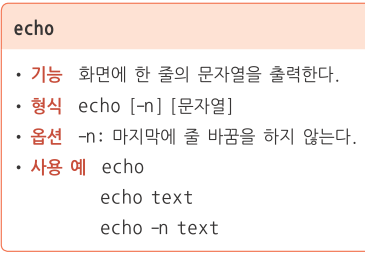 echo
• 기능 화면에 한 줄의 문자열을 출력한다.
• 형식 echo [-n] [문자열]
• 옵션 -n: 마지막에 줄 바꿈을 하지 않는다.
• 사용 예 echo
echo text
echo -n text